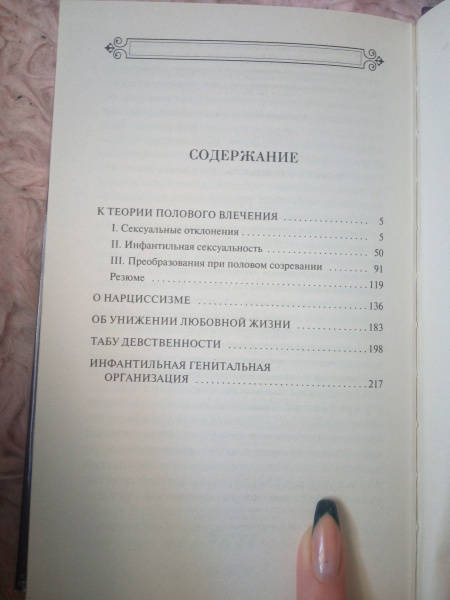 СОДЕРЖАНИЕ
К ТЕОРИИ ПОЛОВОГО ВЛЕЧЕНИЯ 5
I. Сексуальные отклонения 5
II. Инфантильная сексуальность 50
III. Преобразования при половом созревании 91
Резюме 119
О НАРЦИССИЗМЕ 136
ОБ УНИЖЕНИИ ЛЮБОВНОЙ ЖИЗНИ 183
ТАБУ ДЕВСТВЕННОСТИ 198
ИНФАНТИЛЬНАЯ ГЕНИТАЛЬНАЯ
ОРГАНИЗАЦИЯ 217